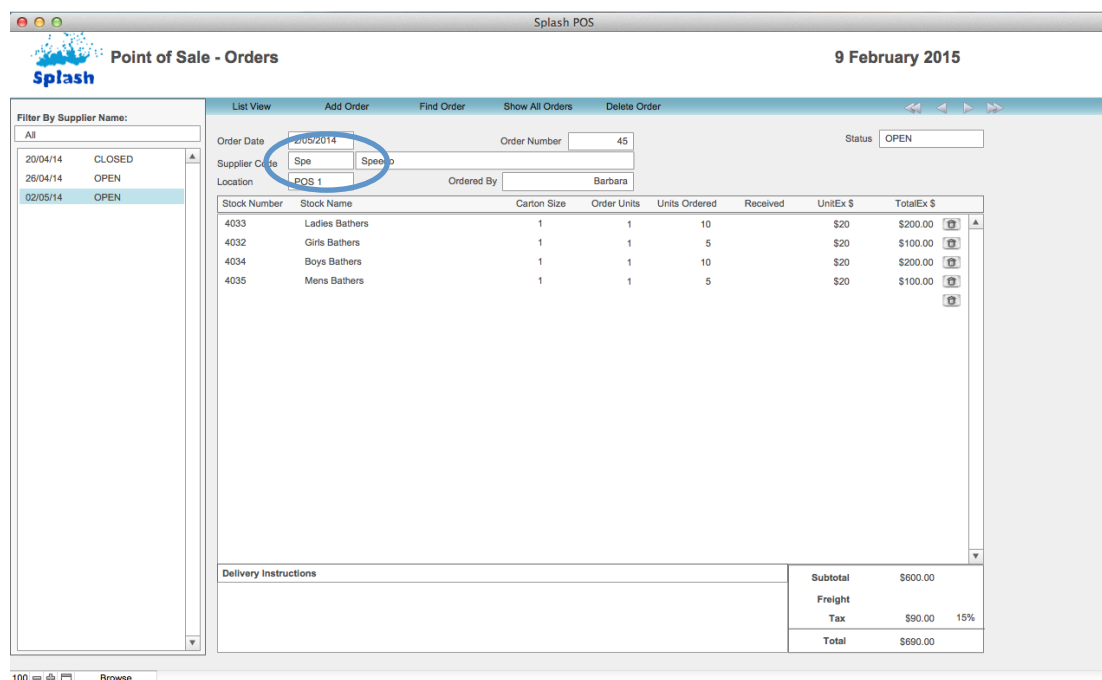 Splash POS
Splash
Point of Sale - Orders
9 February 2015
List View Add Order Find Order Show All Orders Delete Order
Filter By Supplier Name:
All
20/04/14 CLOSED
26/04/14 OPEN
02/05/14 OPEN
Order Date 2/05/2014 Order Number 45 Status OPEN
Supplier Code Spe Speedo
Location POS 1 Ordered By Barbara
Stock Number Stock Name Carton Size Order Units Units Ordered Received UnitEx $ TotalEx $
4033 Ladies Bathers 1 1 10 $20 $200.00
4032 Girls Bathers 1 1 5 $20 $100.00
4034 Boys Bathers 1 1 10 $20 $200.00
4035 Mens Bathers 1 1 5 $20 $100.00
Delivery Instructions
Subtotal $600.00
Freight
Tax $90.00 15%
Total $690.00
100 Browse